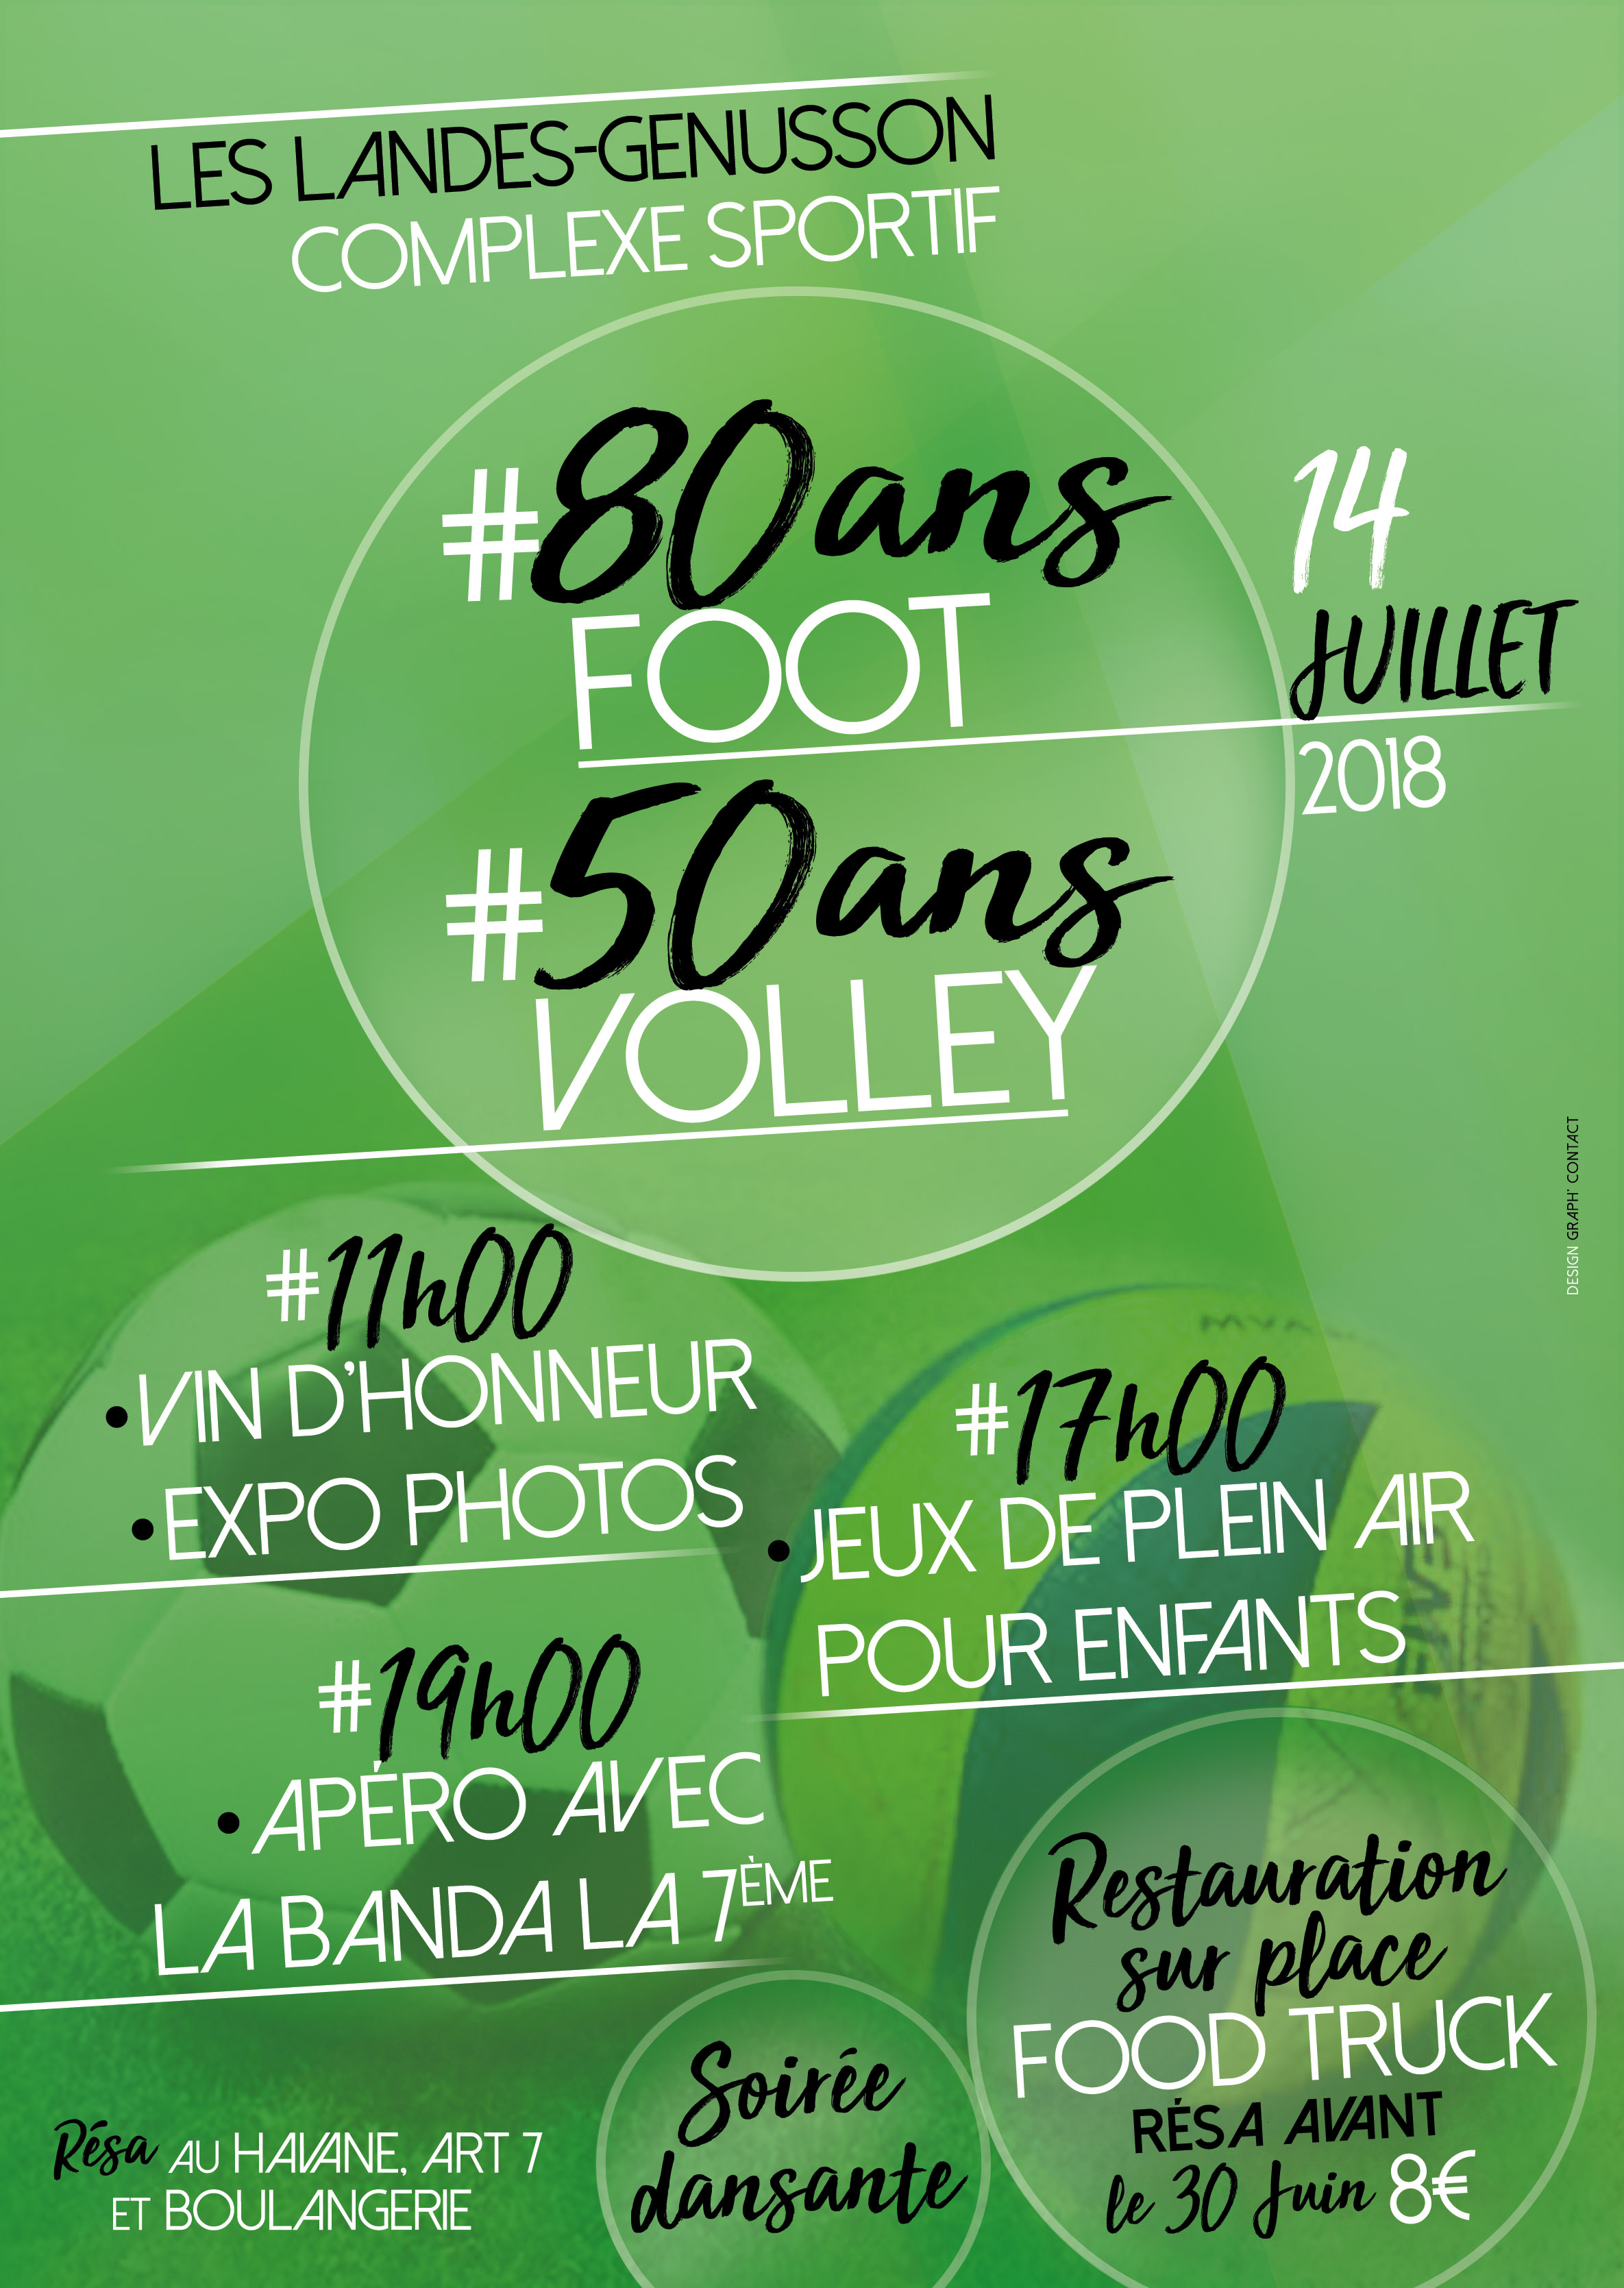 LES LANDES-GENUSSON
COMPLEXE SPORTIF
#80ans
FOOT
14
JUILLET
2018
#50ans
VOLLEY
#11h00
•VIN D'HONNEUR
•EXPO PHOTOS
#17h00
•JEUX DE PLEIN AIR
POUR ENFANTS
#19h00
•APÉRO AVEC
LA BANDA LA 7ÈME
Restauration
sur place
FOOD TRUCK
RÉSA AVANT
le 30 Juin 8€
Soirée
dansante
Résa AU HAVANE, ART 7
ET BOULANGERIE
DESIGN GRAPH' CONTACT